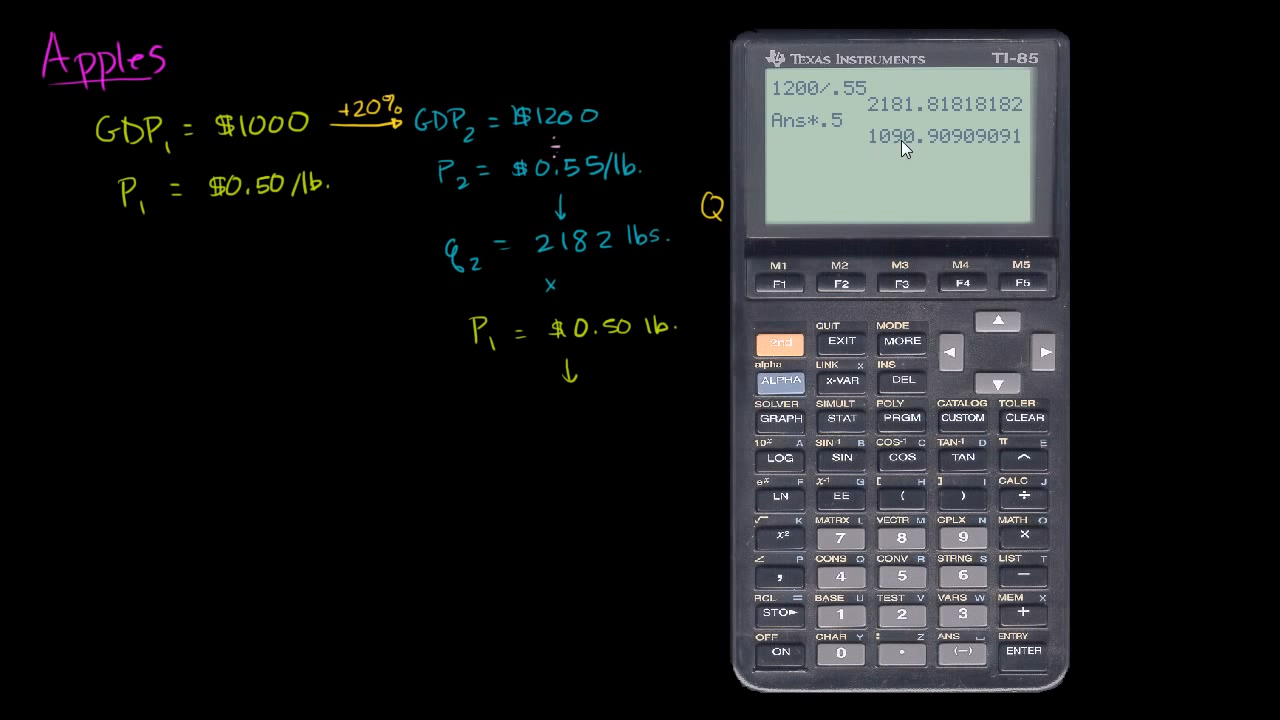 Apples
GDP₁ = $1000 +20% GDP₂ = $1200
÷
P₁ = $0.50/lb. P₂ = $0.55/lb.
↓
q₂ = 2182 lbs.
x
P₁ = $0.50 lb.
↓
Q
TEXAS INSTRUMENTS TI-85
1200/.55
2181.81818182
Ans*.5
1090.90909091
M1 M2 M3 M4 M5
F1 F2 F3 F4 F5
QUIT MODE
2nd EXIT MORE
alpha LINK x INS
ALPHA x-VAR DEL
SOLVER SIMULT POLY CATALOG TOLER
GRAPH STAT PRGM CUSTOM CLEAR
10ˣ A SIN⁻¹ B COS⁻¹ C TAN⁻¹ D π E
LOG SIN COS TAN ^
eˣ F x⁻¹ G [ H ] I CALC J
LN EE ( ) ÷
√ K MATRX L VECTR M CPLX N MATH O
x² 7 8 9 ×
∠ P CONS Q CONV R STRNG S LIST T
, 4 5 6 −
RCL = BASE U TEST V VARS W MEM X
STO► 1 2 3 +
OFF CHAR Y : Z ANS ␣ ENTRY
ON 0 . (−) ENTER